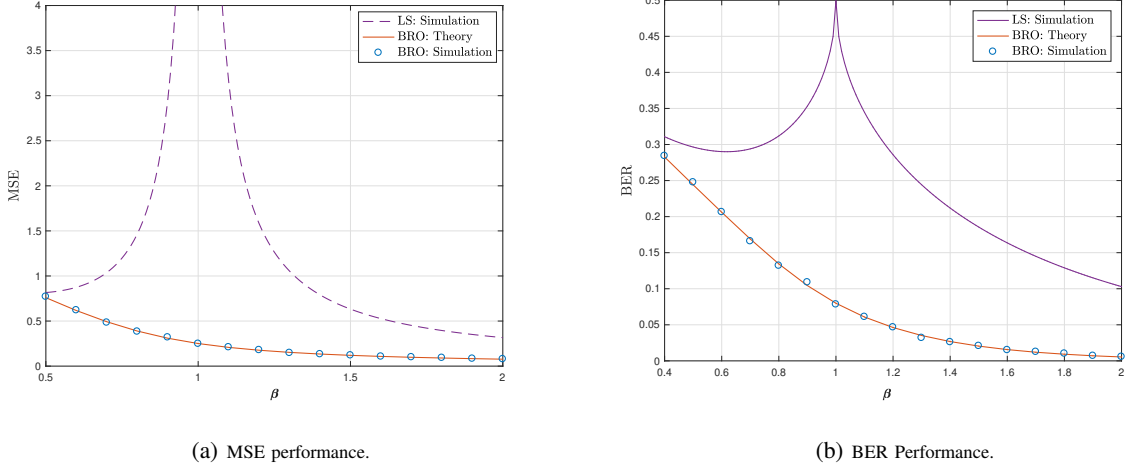 4
3.5
3
2.5
2
1.5
1
0.5
0
MSE
0.5
1
1.5
2
β
LS: Simulation
BRO: Theory
BRO: Simulation
(a) MSE performance.
0.5
0.45
0.4
0.35
0.3
0.25
0.2
0.15
0.1
0.05
0
BER
0.4
0.6
0.8
1
1.2
1.4
1.6
1.8
2
β
LS: Simulation
BRO: Theory
BRO: Simulation
(b) BER Performance.